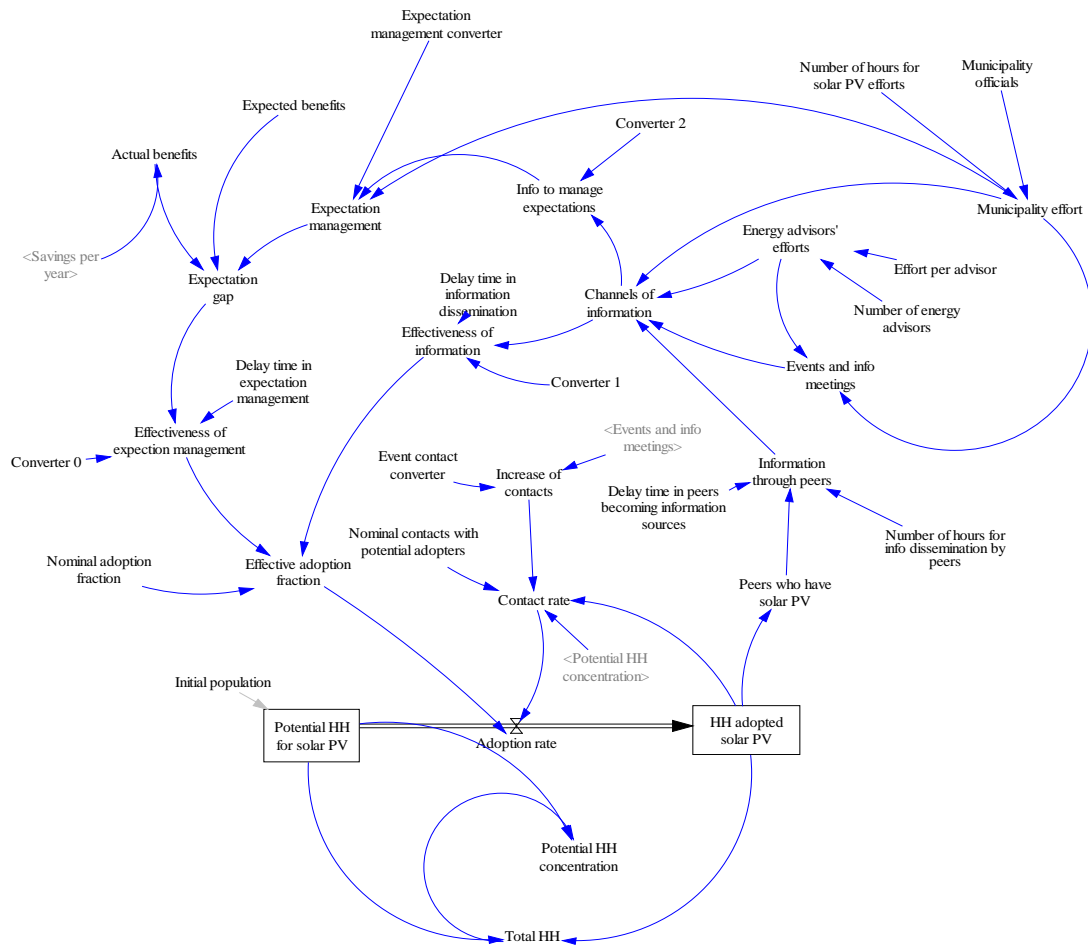 Expectation
management converter
Number of hours for
solar PV efforts
Municipality
officials
Expected benefits
Converter 2
Actual benefits
Info to manage
expectations
Expectation
management
Municipality effort
Energy advisors'
efforts
<Savings per
year>
Effort per advisor
Expectation
gap
Delay time in
information
dissemination
Channels of
information
Number of energy
advisors
Effectiveness of
information
Delay time in
expectation
management
Events and info
meetings
Converter 1
Effectiveness of
expection management
<Events and info
meetings>
Converter 0
Event contact
converter
Increase of
contacts
Information
through peers
Delay time in peers
becoming information
sources
Nominal contacts with
potential adopters
Number of hours for
info dissemination by
peers
Nominal adoption
fraction
Effective adoption
fraction
Peers who have
solar PV
Contact rate
<Potential HH
concentration>
Initial population
Potential HH
for solar PV
HH adopted
solar PV
Adoption rate
Potential HH
concentration
Total HH